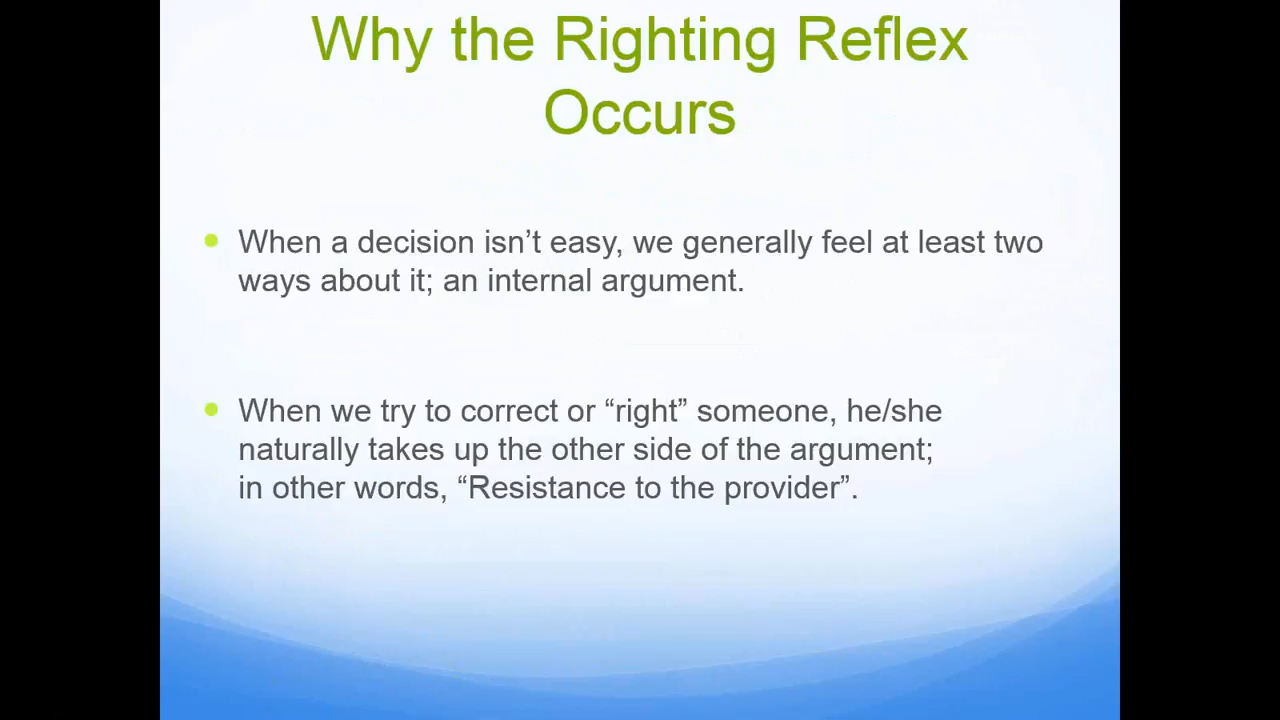 Why the Righting Reflex
Occurs
When a decision isn’t easy, we generally feel at least two
ways about it; an internal argument.
When we try to correct or “right” someone, he/she
naturally takes up the other side of the argument;
in other words, “Resistance to the provider”.